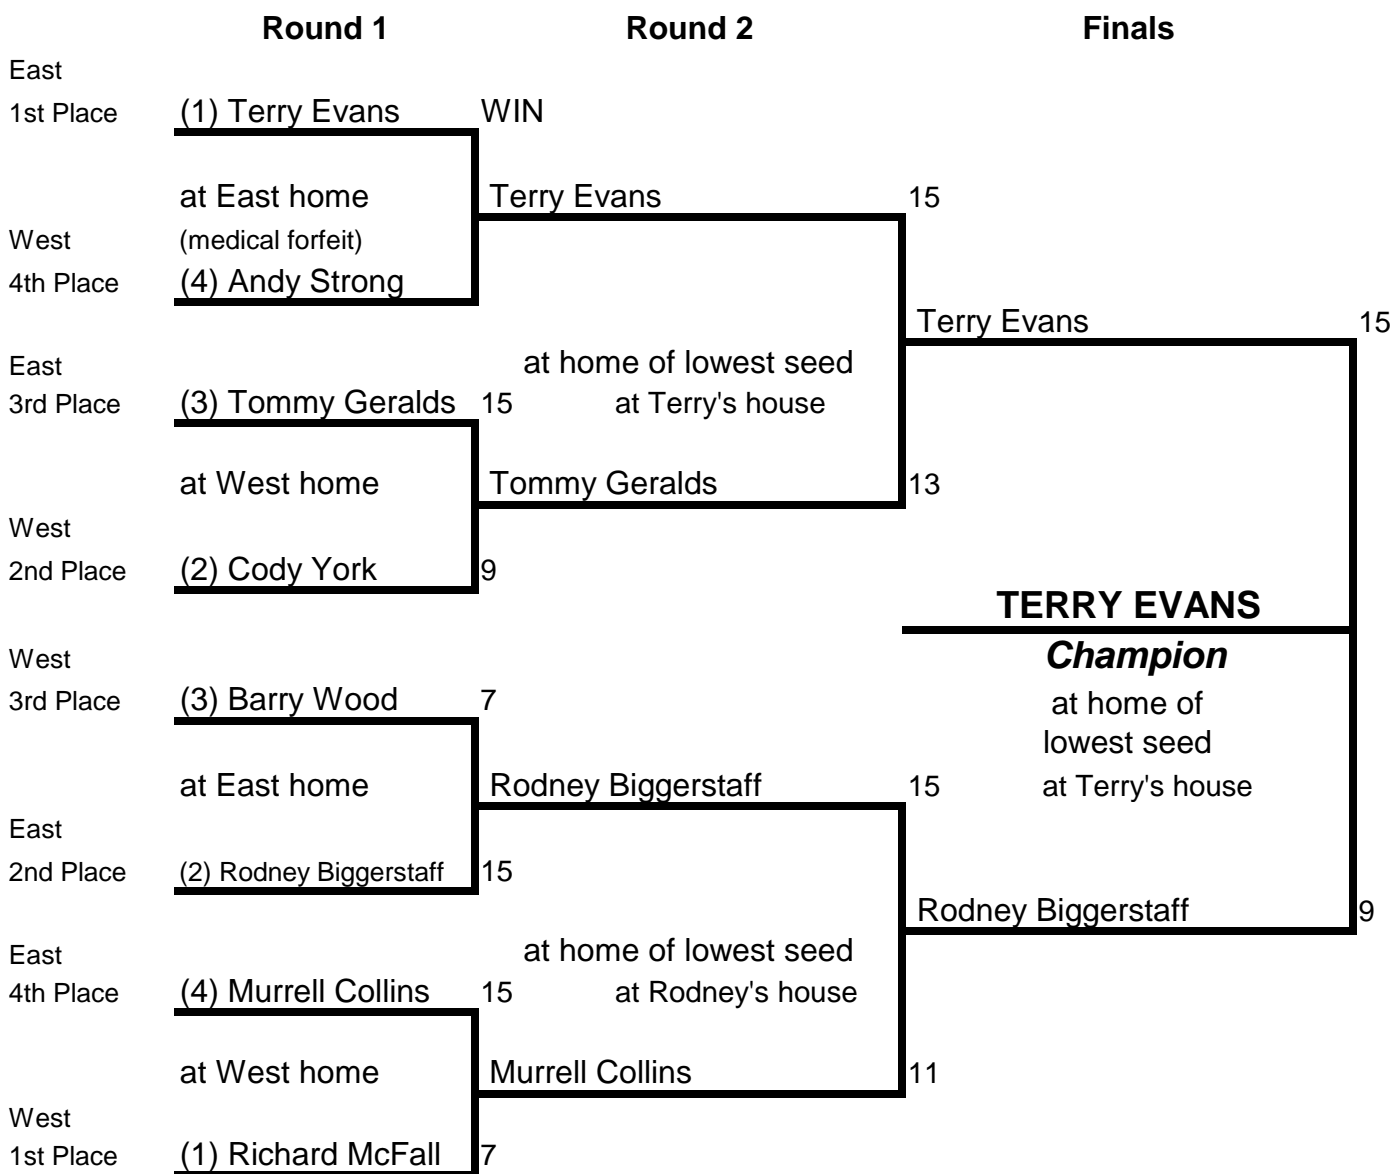 Round 1 Round 2 Finals
East
1st Place (1) Terry Evans WIN
at East home Terry Evans 15
West (medical forfeit)
4th Place (4) Andy Strong
Terry Evans 15
East at home of lowest seed
3rd Place (3) Tommy Geralds 15 at Terry's house
at West home Tommy Geralds 13
West
2nd Place (2) Cody York 9
TERRY EVANS
West Champion
3rd Place (3) Barry Wood 7 at home of
lowest seed
at East home Rodney Biggerstaff 15 at Terry's house
East
2nd Place (2) Rodney Biggerstaff 15
Rodney Biggerstaff 9
East at home of lowest seed
4th Place (4) Murrell Collins 15 at Rodney's house
at West home Murrell Collins 11
West
1st Place (1) Richard McFall 7